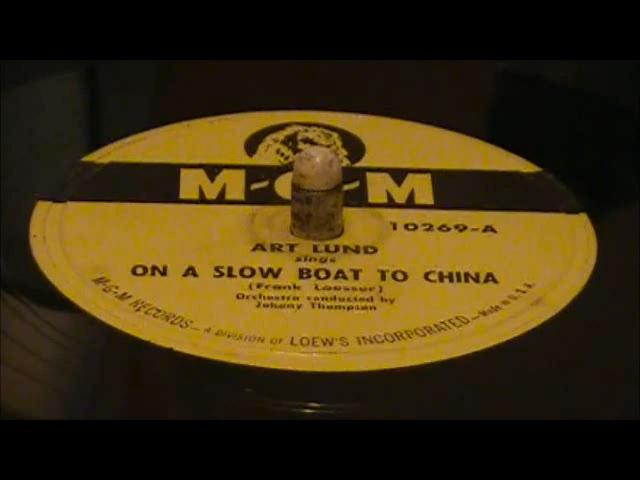 M-G-M
10269-A
ART LUND
sings
ON A SLOW BOAT TO CHINA
(Frank Loesser)
Orchestra conducted by
Johnny Thompson
M-G-M RECORDS — A DIVISION OF LOEW'S INCORPORATED — Made in U.S.A.